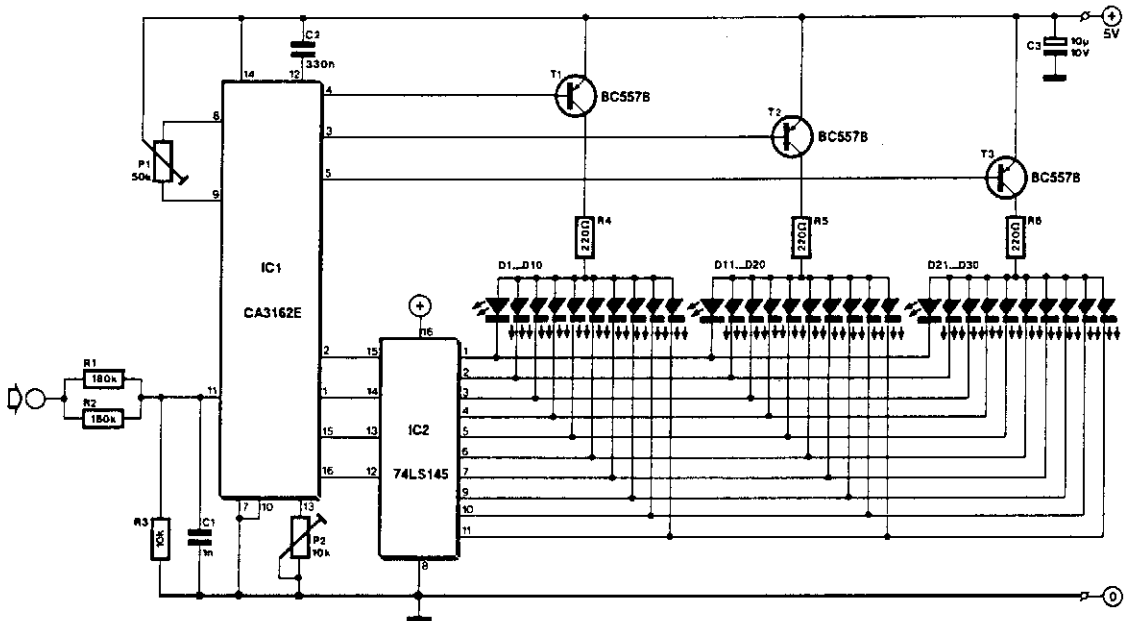 +
5V
C2
330n
C3
10µ
10V
14
12
T1
BC557B
4
8
T2
BC557B
3
P1
50k
T3
BC557B
5
9
R4
220Ω
R5
220Ω
R6
220Ω
IC1
CA3162E
D1...D10
D11...D20
D21...D30
+
16
2
15
1
R1
180k
1
14
2
3
11
R2
180k
15
13
IC2
4
5
16
12
74LS145
6
7
7
10
13
9
10
11
R3
10k
C1
1n
P2
10k
8
0